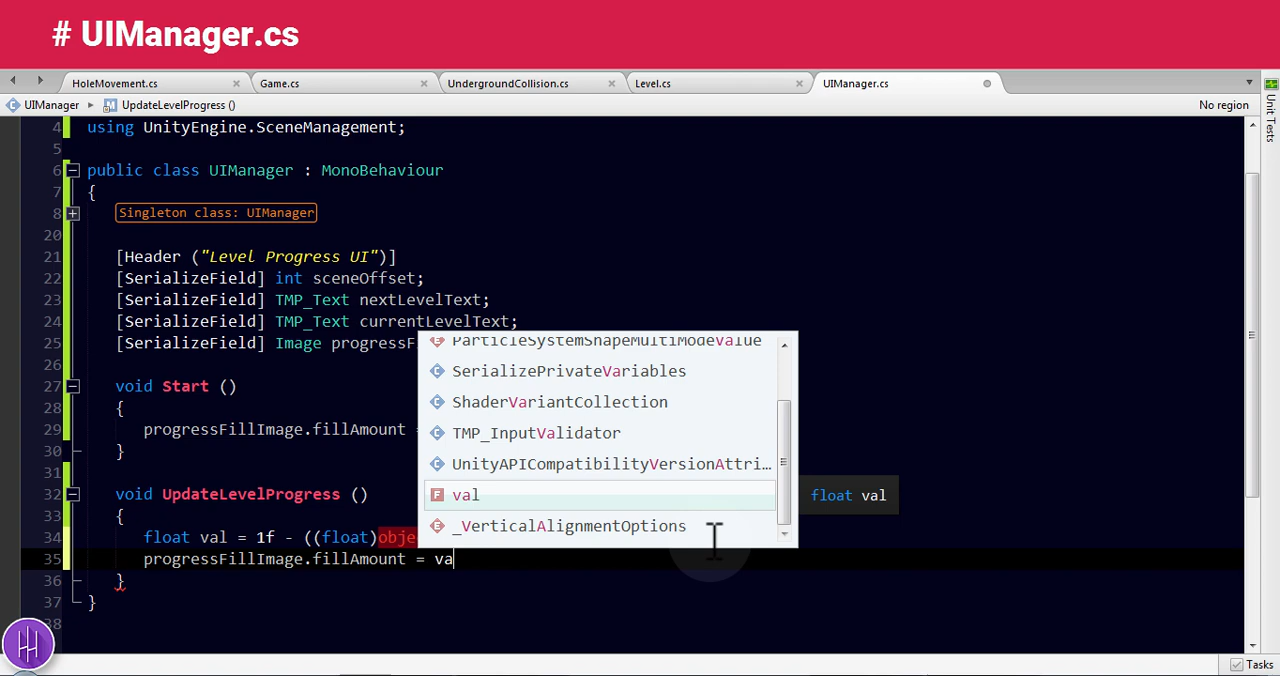 # UIManager.cs
HoleMovement.cs
Game.cs
UndergroundCollision.cs
Level.cs
UIManager.cs
UIManager
UpdateLevelProgress ()
No region
Unit Tests
4 using UnityEngine.SceneManagement;
5
6 public class UIManager : MonoBehaviour
7 {
8 Singleton class: UIManager
20
21 [Header ("Level Progress UI")]
22 [SerializeField] int sceneOffset;
23 [SerializeField] TMP_Text nextLevelText;
24 [SerializeField] TMP_Text currentLevelText;
25 [SerializeField] Image progressF
26
27 void Start ()
28 {
29 progressFillImage.fillAmount =
30 }
31
32 void UpdateLevelProgress ()
33 {
34 float val = 1f - ((float)obje
35 progressFillImage.fillAmount = va
36 }
37 }
38
ParticleSystemShapeMultiModeValue
SerializePrivateVariables
ShaderVariantCollection
TMP_InputValidator
UnityAPICompatibilityVersionAttri...
val
float val
_VerticalAlignmentOptions
Tasks